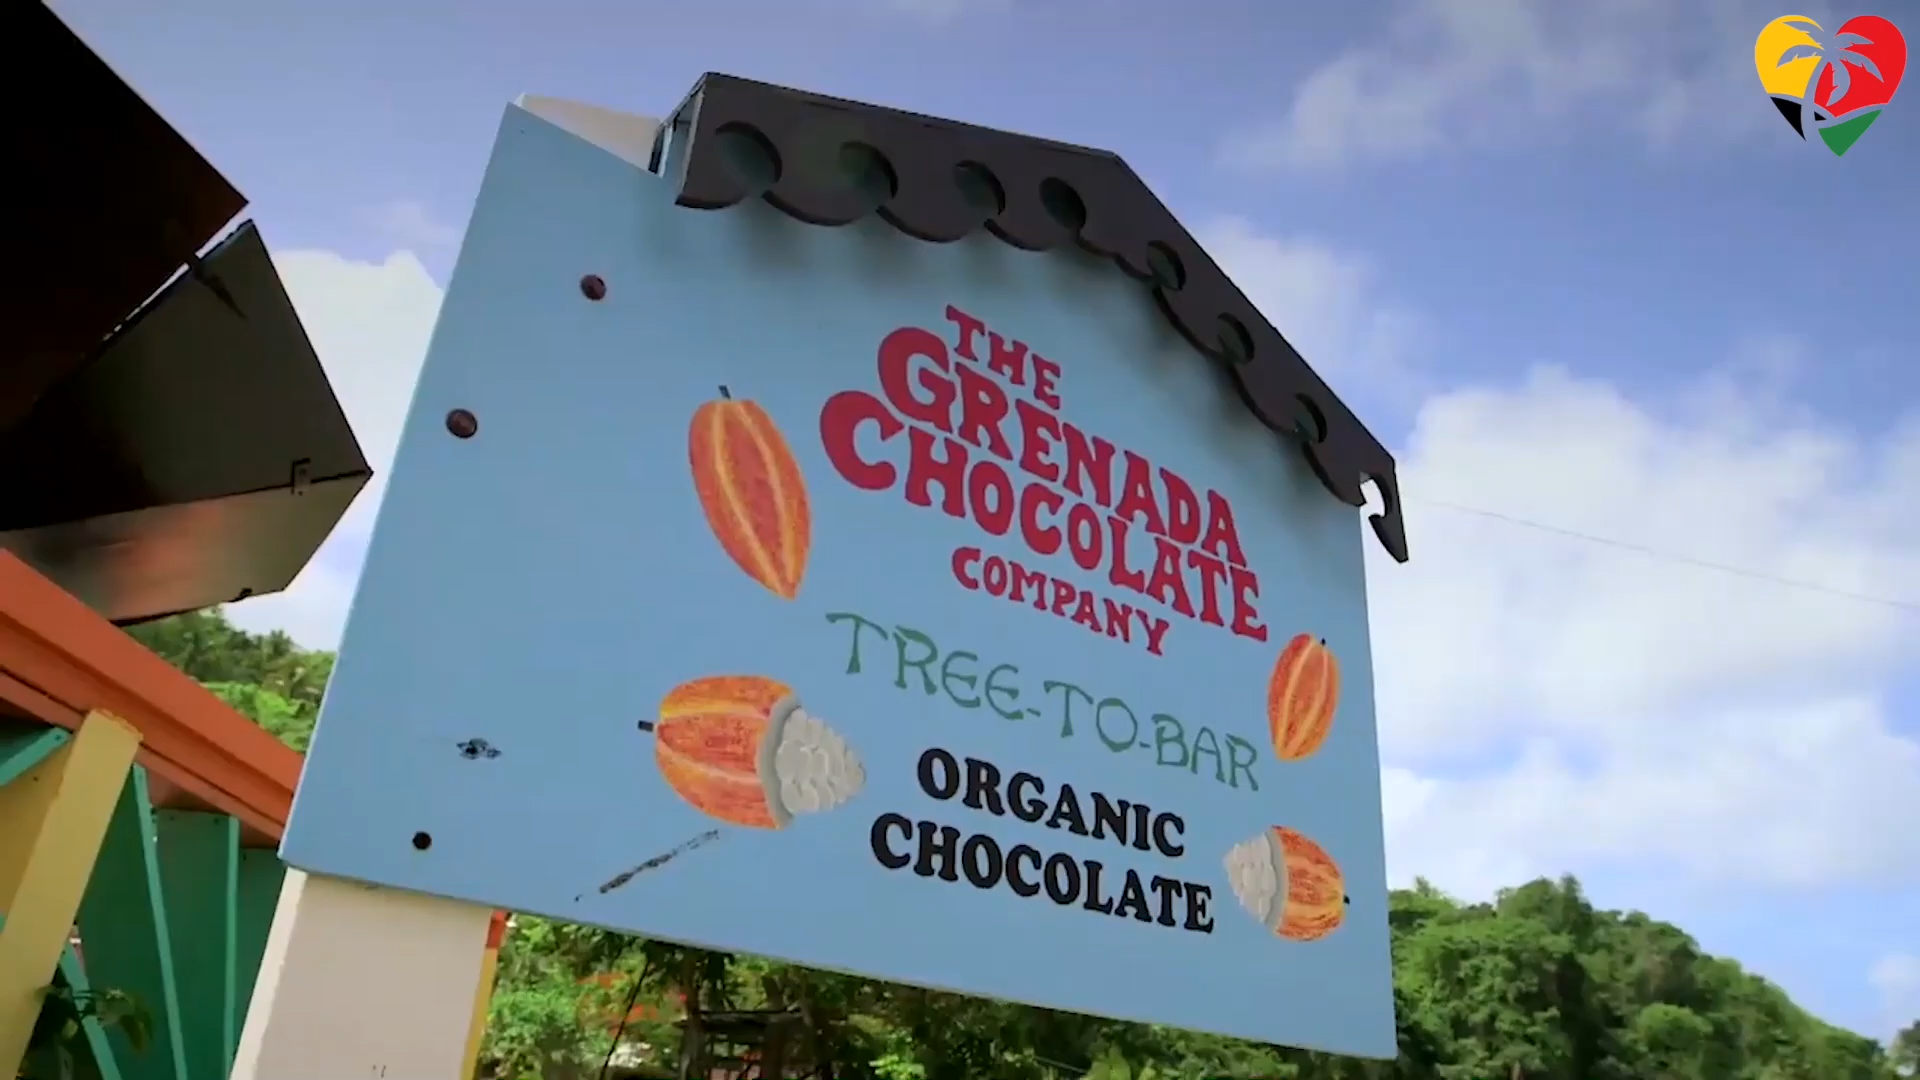 THE
GRENADA
CHOCOLATE
COMPANY
TREE-TO-BAR
ORGANIC
CHOCOLATE